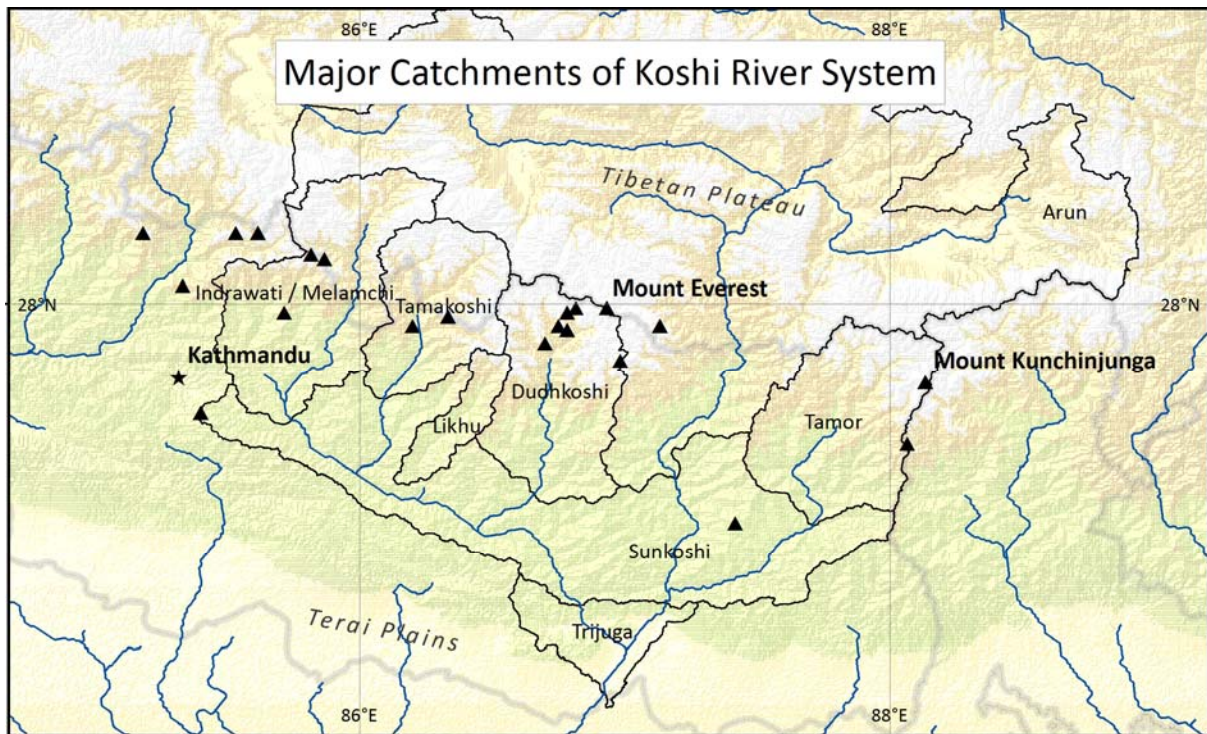 86°E
88°E
Major Catchments of Koshi River System
Tibetan Plateau
Arun
Indrawati / Melamchi
Mount Everest
28°N
28°N
Tamakoshi
Kathmandu
Mount Kunchinjunga
Dudhkoshi
Likhu
Tamor
Sunkoshi
Terai Plains
Trijuga
86°E
88°E